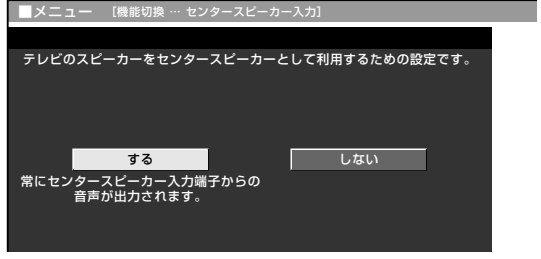 ■メニュー [機能切換 … センタースピーカー入力]
テレビのスピーカーをセンタースピーカーとして利用するための設定です。
する しない
常にセンタースピーカー入力端子からの
音声が出力されます。